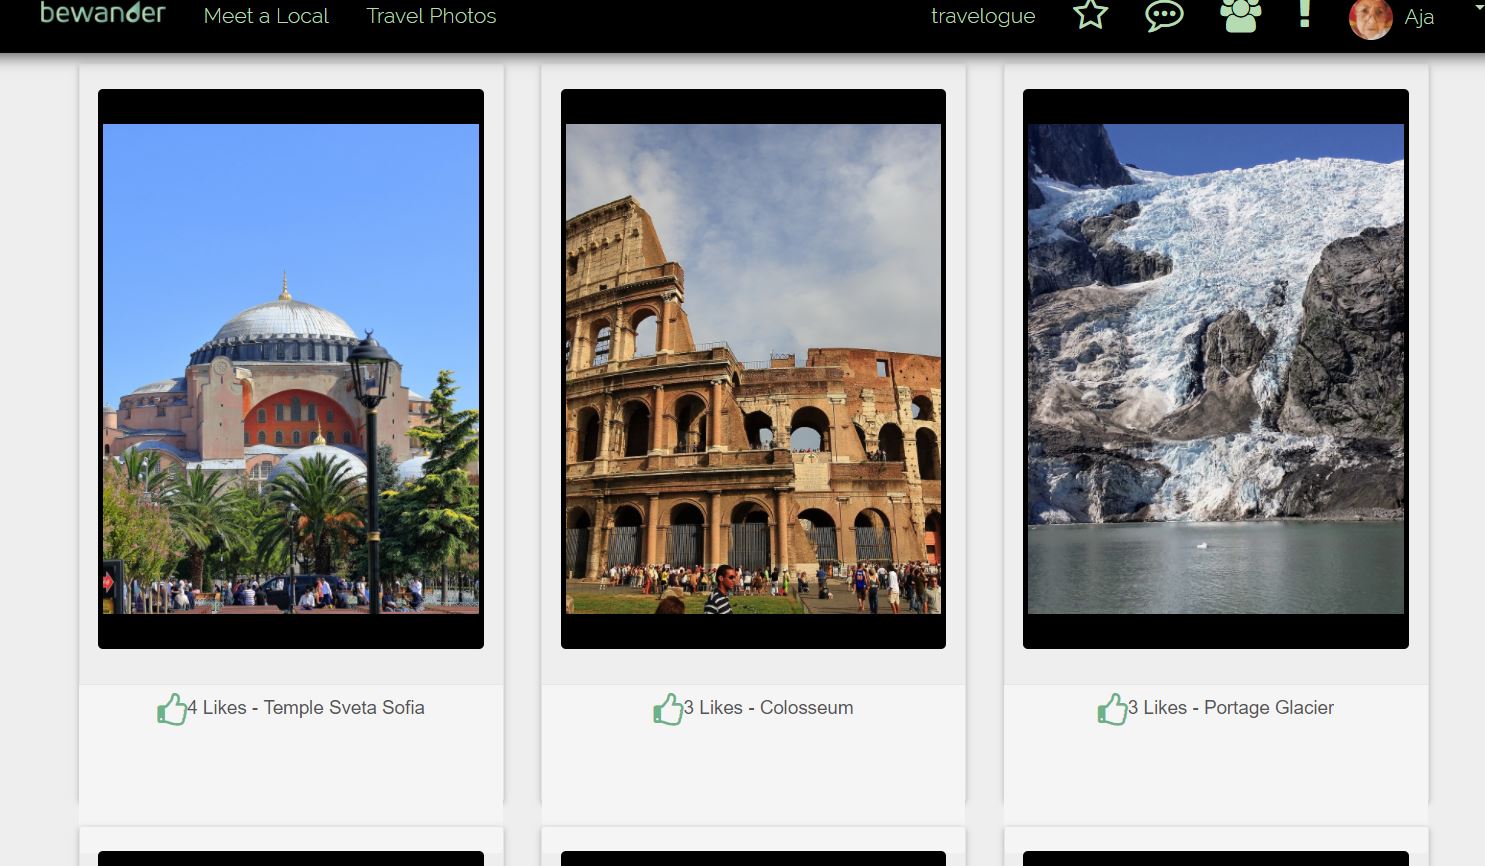 bewander Meet a Local Travel Photos travelogue Aja
4 Likes - Temple Sveta Sofia
3 Likes - Colosseum
3 Likes - Portage Glacier